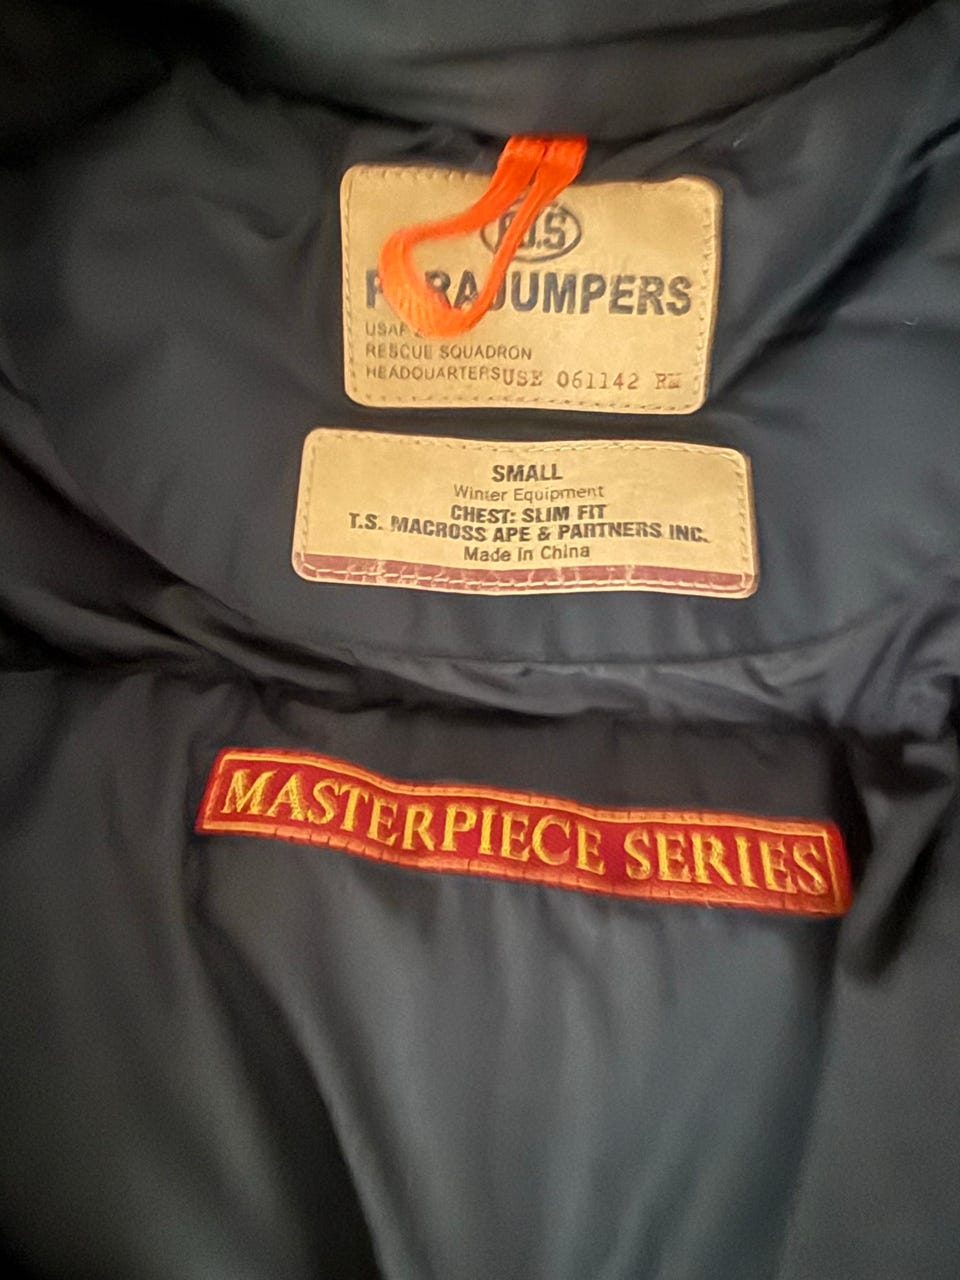 PARAJUMPERS
RESCUE SQUADRON
HEADQUARTERS USE 061142
SMALL
Winter Equipment
CHEST: SLIM FIT
T.S. MACROSS APE & PARTNERS INC.
Made in China
MASTERPIECE SERIES